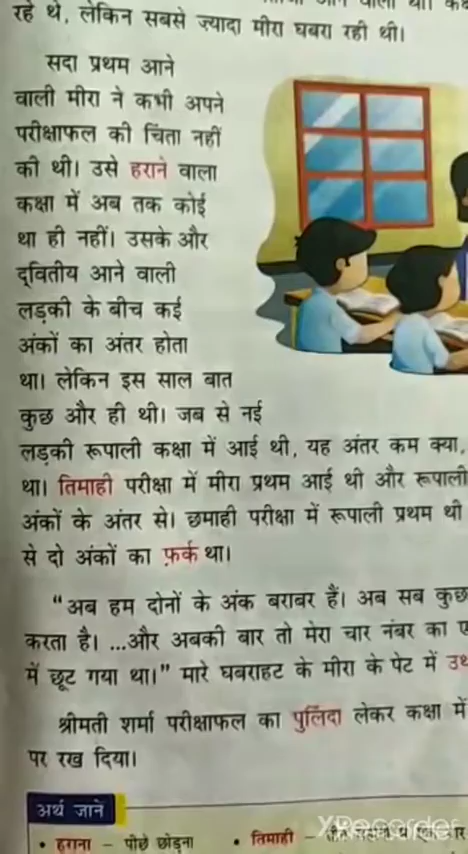 रहे थे, लेकिन सबसे ज्यादा मीरा घबरा रही थी।
सदा प्रथम आने
वाली मीरा ने कभी अपने
परीक्षाफल की चिंता नहीं
की थी। उसे हराने वाला
कक्षा में अब तक कोई
था ही नहीं। उसके और
द्वितीय आने वाली
लड़की के बीच कई
अंकों का अंतर होता
था। लेकिन इस साल बात
कुछ और ही थी। जब से नई
लड़की रूपाली कक्षा में आई थी, यह अंतर कम क्या,
था। तिमाही परीक्षा में मीरा प्रथम आई थी और रूपाली
अंकों के अंतर से। छमाही परीक्षा में रूपाली प्रथम थी
से दो अंकों का फ़र्क था।
“अब हम दोनों के अंक बराबर हैं। अब सब कुछ
करता है। ...और अबकी बार तो मेरा चार नंबर का
में छूट गया था।” मारे घबराहट के मीरा के पेट में
श्रीमती शर्मा परीक्षाफल का पुलिंदा लेकर कक्षा में
पर रख दिया।
अर्थ जानें
• हराना – पीछे छोड़ना • तिमाही –
XRecorder